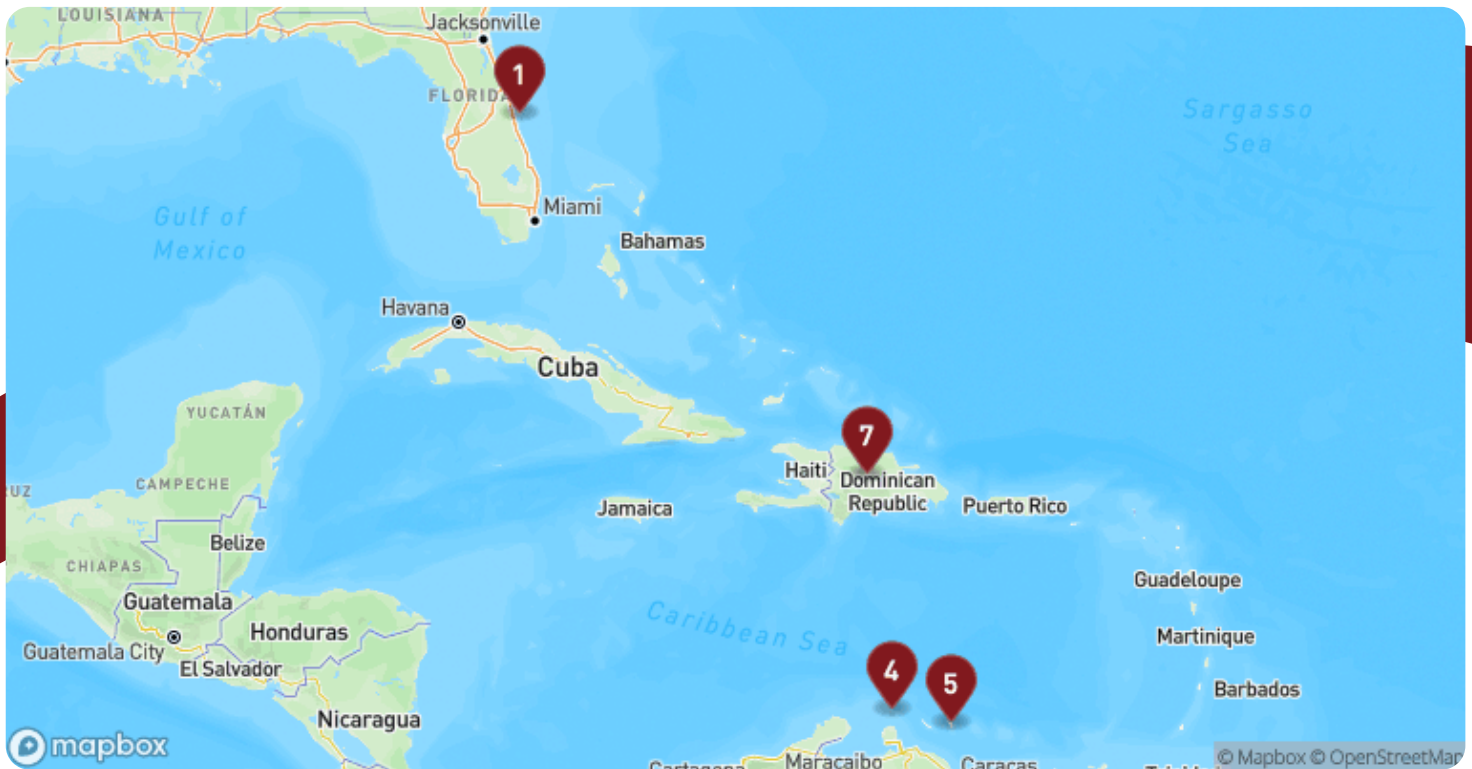 LOUISIANA
Jacksonville
1
FLORIDA
Sargasso
Sea
Miami
Gulf of
Mexico
Bahamas
Havana
Cuba
YUCATÁN
7
Haiti
Dominican
Republic
CAMPECHE
UZ
Jamaica
Puerto Rico
Belize
CHIAPAS
Guadeloupe
Guatemala
Caribbean Sea
Honduras
Martinique
Guatemala City
El Salvador
4
5
Barbados
Nicaragua
mapbox
Cartagena
Maracaibo
Caracas
© Mapbox © OpenStreetMap